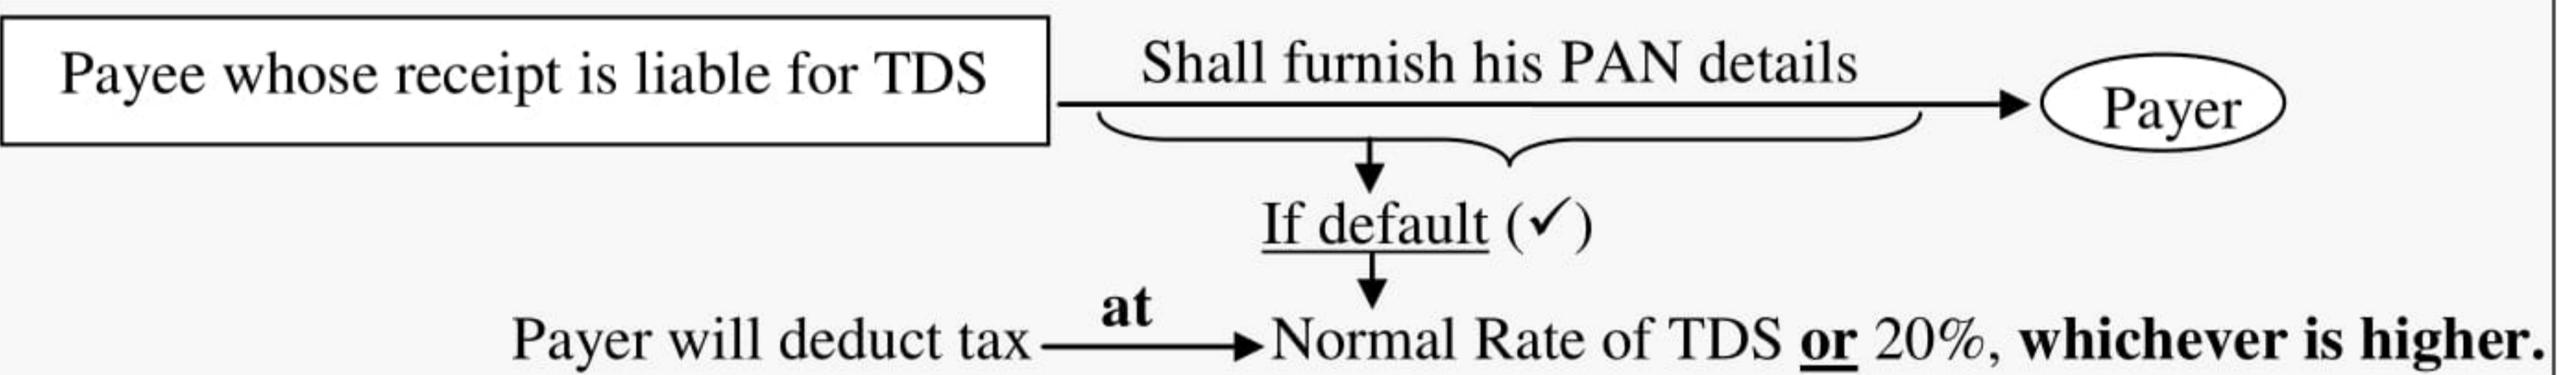 Payee whose receipt is liable for TDS
Shall furnish his PAN details
Payer
If default (✓)
Payer will deduct tax
at
Normal Rate of TDS or 20%, whichever is higher.